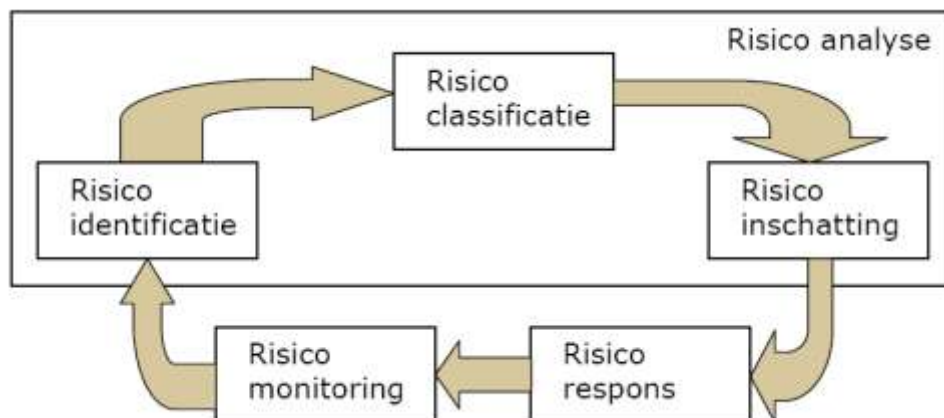 Risico analyse
Risico
classificatie
Risico
identificatie
Risico
inschatting
Risico
monitoring
Risico
respons